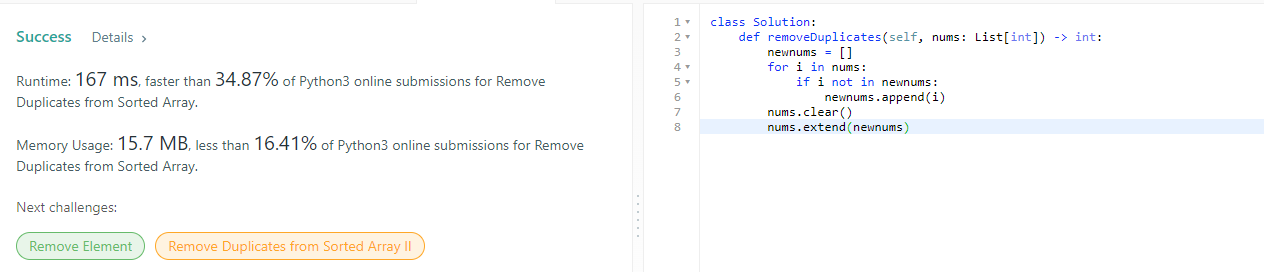 Success Details >
Runtime: 167 ms, faster than 34.87% of Python3 online submissions for Remove
Duplicates from Sorted Array.
Memory Usage: 15.7 MB, less than 16.41% of Python3 online submissions for Remove
Duplicates from Sorted Array.
Next challenges:
Remove Element Remove Duplicates from Sorted Array II
1 class Solution:
2     def removeDuplicates(self, nums: List[int]) -> int:
3         newnums = []
4         for i in nums:
5             if i not in newnums:
6                 newnums.append(i)
7         nums.clear()
8         nums.extend(newnums)